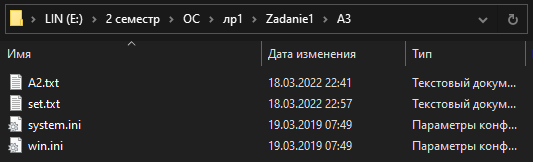 LIN (E:) > 2 семестр > ОС > лр1 > Zadanie1 > A3
Имя Дата изменения Тип
A2.txt 18.03.2022 22:41 Текстовый докум...
set.txt 18.03.2022 22:57 Текстовый докум...
system.ini 19.03.2019 07:49 Параметры конф...
win.ini 19.03.2019 07:49 Параметры конф...